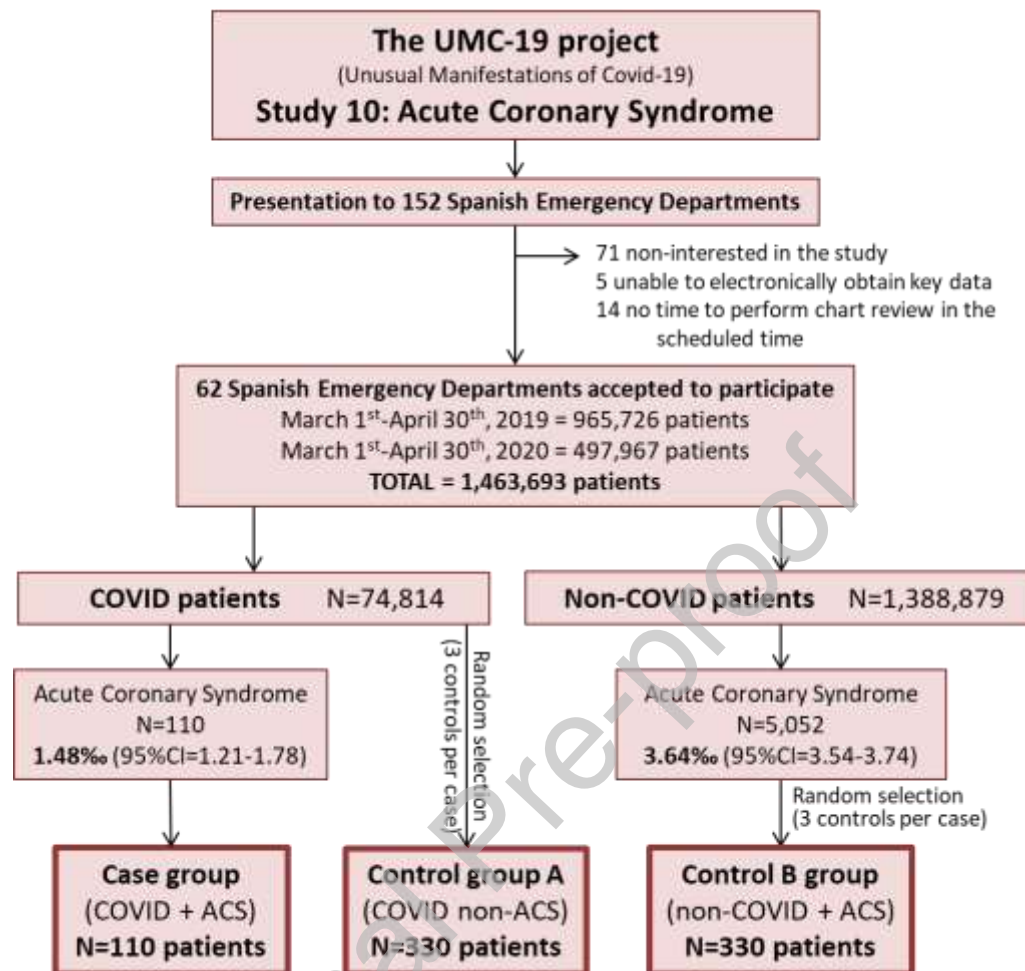 The UMC-19 project
(Unusual Manifestations of Covid-19)
Study 10: Acute Coronary Syndrome
Presentation to 152 Spanish Emergency Departments
71 non-interested in the study
5 unable to electronically obtain key data
14 no time to perform chart review in the
scheduled time
62 Spanish Emergency Departments accepted to participate
March 1st-April 30th, 2019 = 965,726 patients
March 1st-April 30th, 2020 = 497,967 patients
TOTAL = 1,463,693 patients
COVID patients N=74,814
Non-COVID patients N=1,388,879
Acute Coronary Syndrome
N=110
1.48‰ (95%CI=1.21-1.78)
Random selection
(3 controls per case)
Acute Coronary Syndrome
N=5,052
3.64‰ (95%CI=3.54-3.74)
Random selection
(3 controls per case)
Case group
(COVID + ACS)
N=110 patients
Control group A
(COVID non-ACS)
N=330 patients
Control B group
(non-COVID + ACS)
N=330 patients
al Pre-proof